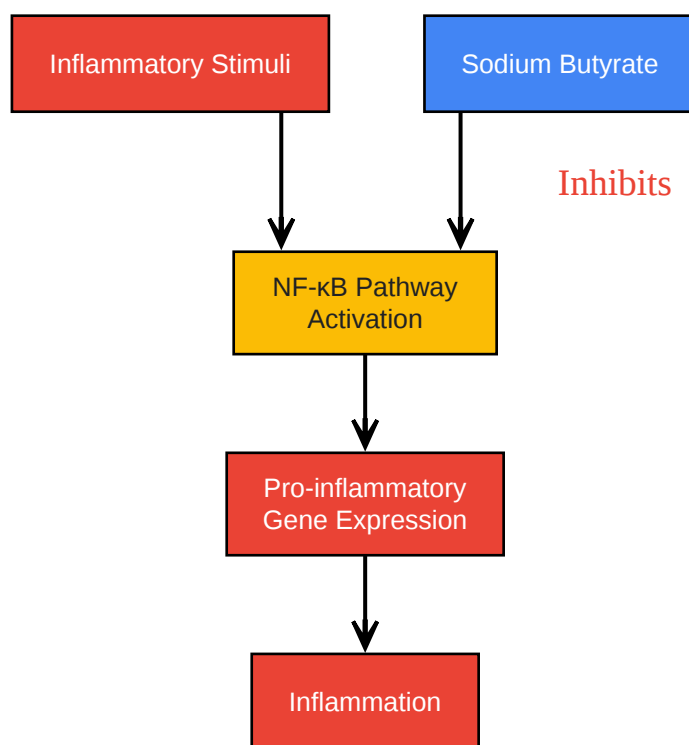 Inflammatory Stimuli
Sodium Butyrate
Inhibits
NF-κB Pathway
Activation
Pro-inflammatory
Gene Expression
Inflammation